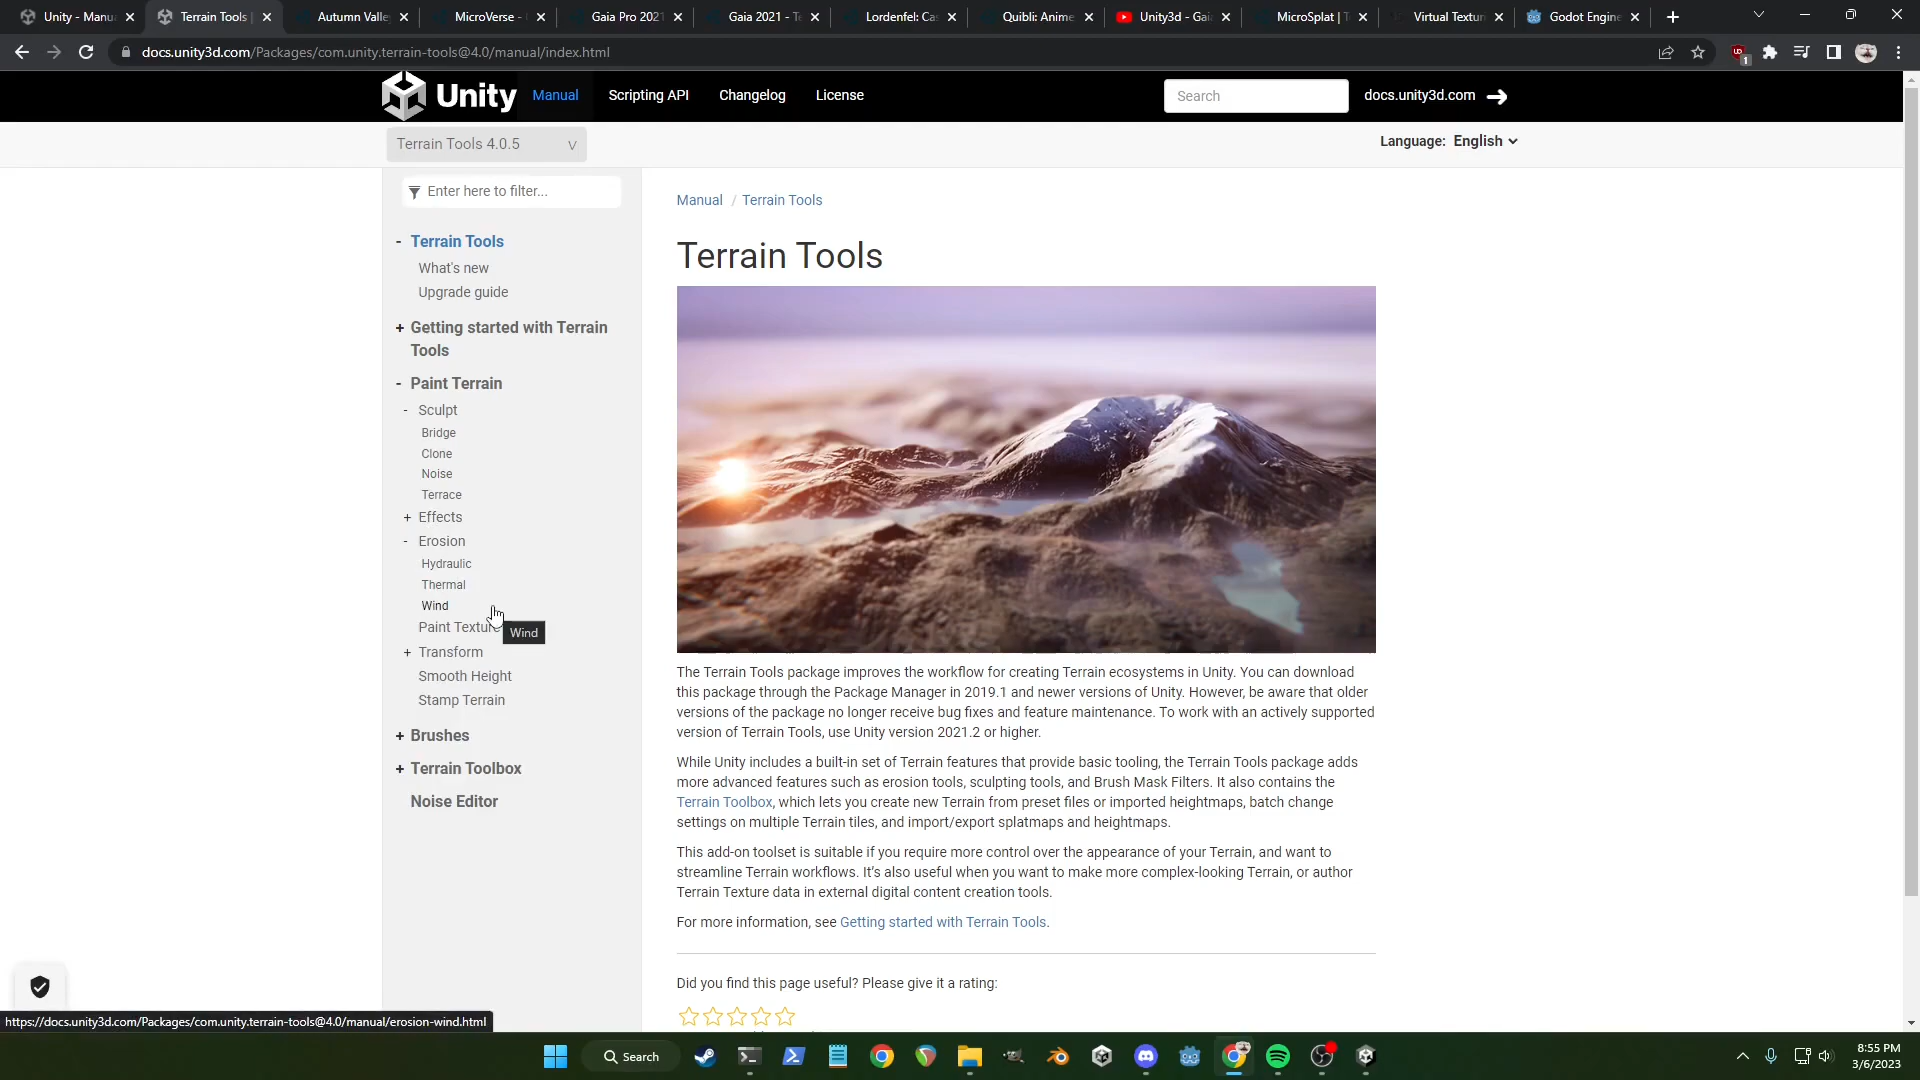 Unity - Manu
Terrain Tools |
Autumn Valle
MicroVerse -
Gaia Pro 2021
Gaia 2021 - Te
Lordenfel: Cas
Quibli: Anime
Unity3d - Gai
MicroSplat | T
Virtual Textur
Godot Engine
docs.unity3d.com/Packages/com.unity.terrain-tools@4.0/manual/index.html
1
Unity
Manual
Scripting API
Changelog
License
Search
docs.unity3d.com
Terrain Tools 4.0.5
Language: English
Enter here to filter...
Manual / Terrain Tools
- Terrain Tools
What's new
Upgrade guide
+ Getting started with Terrain
Tools
- Paint Terrain
- Sculpt
Bridge
Clone
Noise
Terrace
+ Effects
- Erosion
Hydraulic
Thermal
Wind
Paint Texture
Wind
+ Transform
Smooth Height
Stamp Terrain
+ Brushes
+ Terrain Toolbox
Noise Editor
Terrain Tools
The Terrain Tools package improves the workflow for creating Terrain ecosystems in Unity. You can download
this package through the Package Manager in 2019.1 and newer versions of Unity. However, be aware that older
versions of the package no longer receive bug fixes and feature maintenance. To work with an actively supported
version of Terrain Tools, use Unity version 2021.2 or higher.
While Unity includes a built-in set of Terrain features that provide basic tooling, the Terrain Tools package adds
more advanced features such as erosion tools, sculpting tools, and Brush Mask Filters. It also contains the
Terrain Toolbox, which lets you create new Terrain from preset files or imported heightmaps, batch change
settings on multiple Terrain tiles, and import/export splatmaps and heightmaps.
This add-on toolset is suitable if you require more control over the appearance of your Terrain, and want to
streamline Terrain workflows. It's also useful when you want to make more complex-looking Terrain, or author
Terrain Texture data in external digital content creation tools.
For more information, see Getting started with Terrain Tools.
Did you find this page useful? Please give it a rating:
https://docs.unity3d.com/Packages/com.unity.terrain-tools@4.0/manual/erosion-wind.html
Search
8:55 PM
3/6/2023